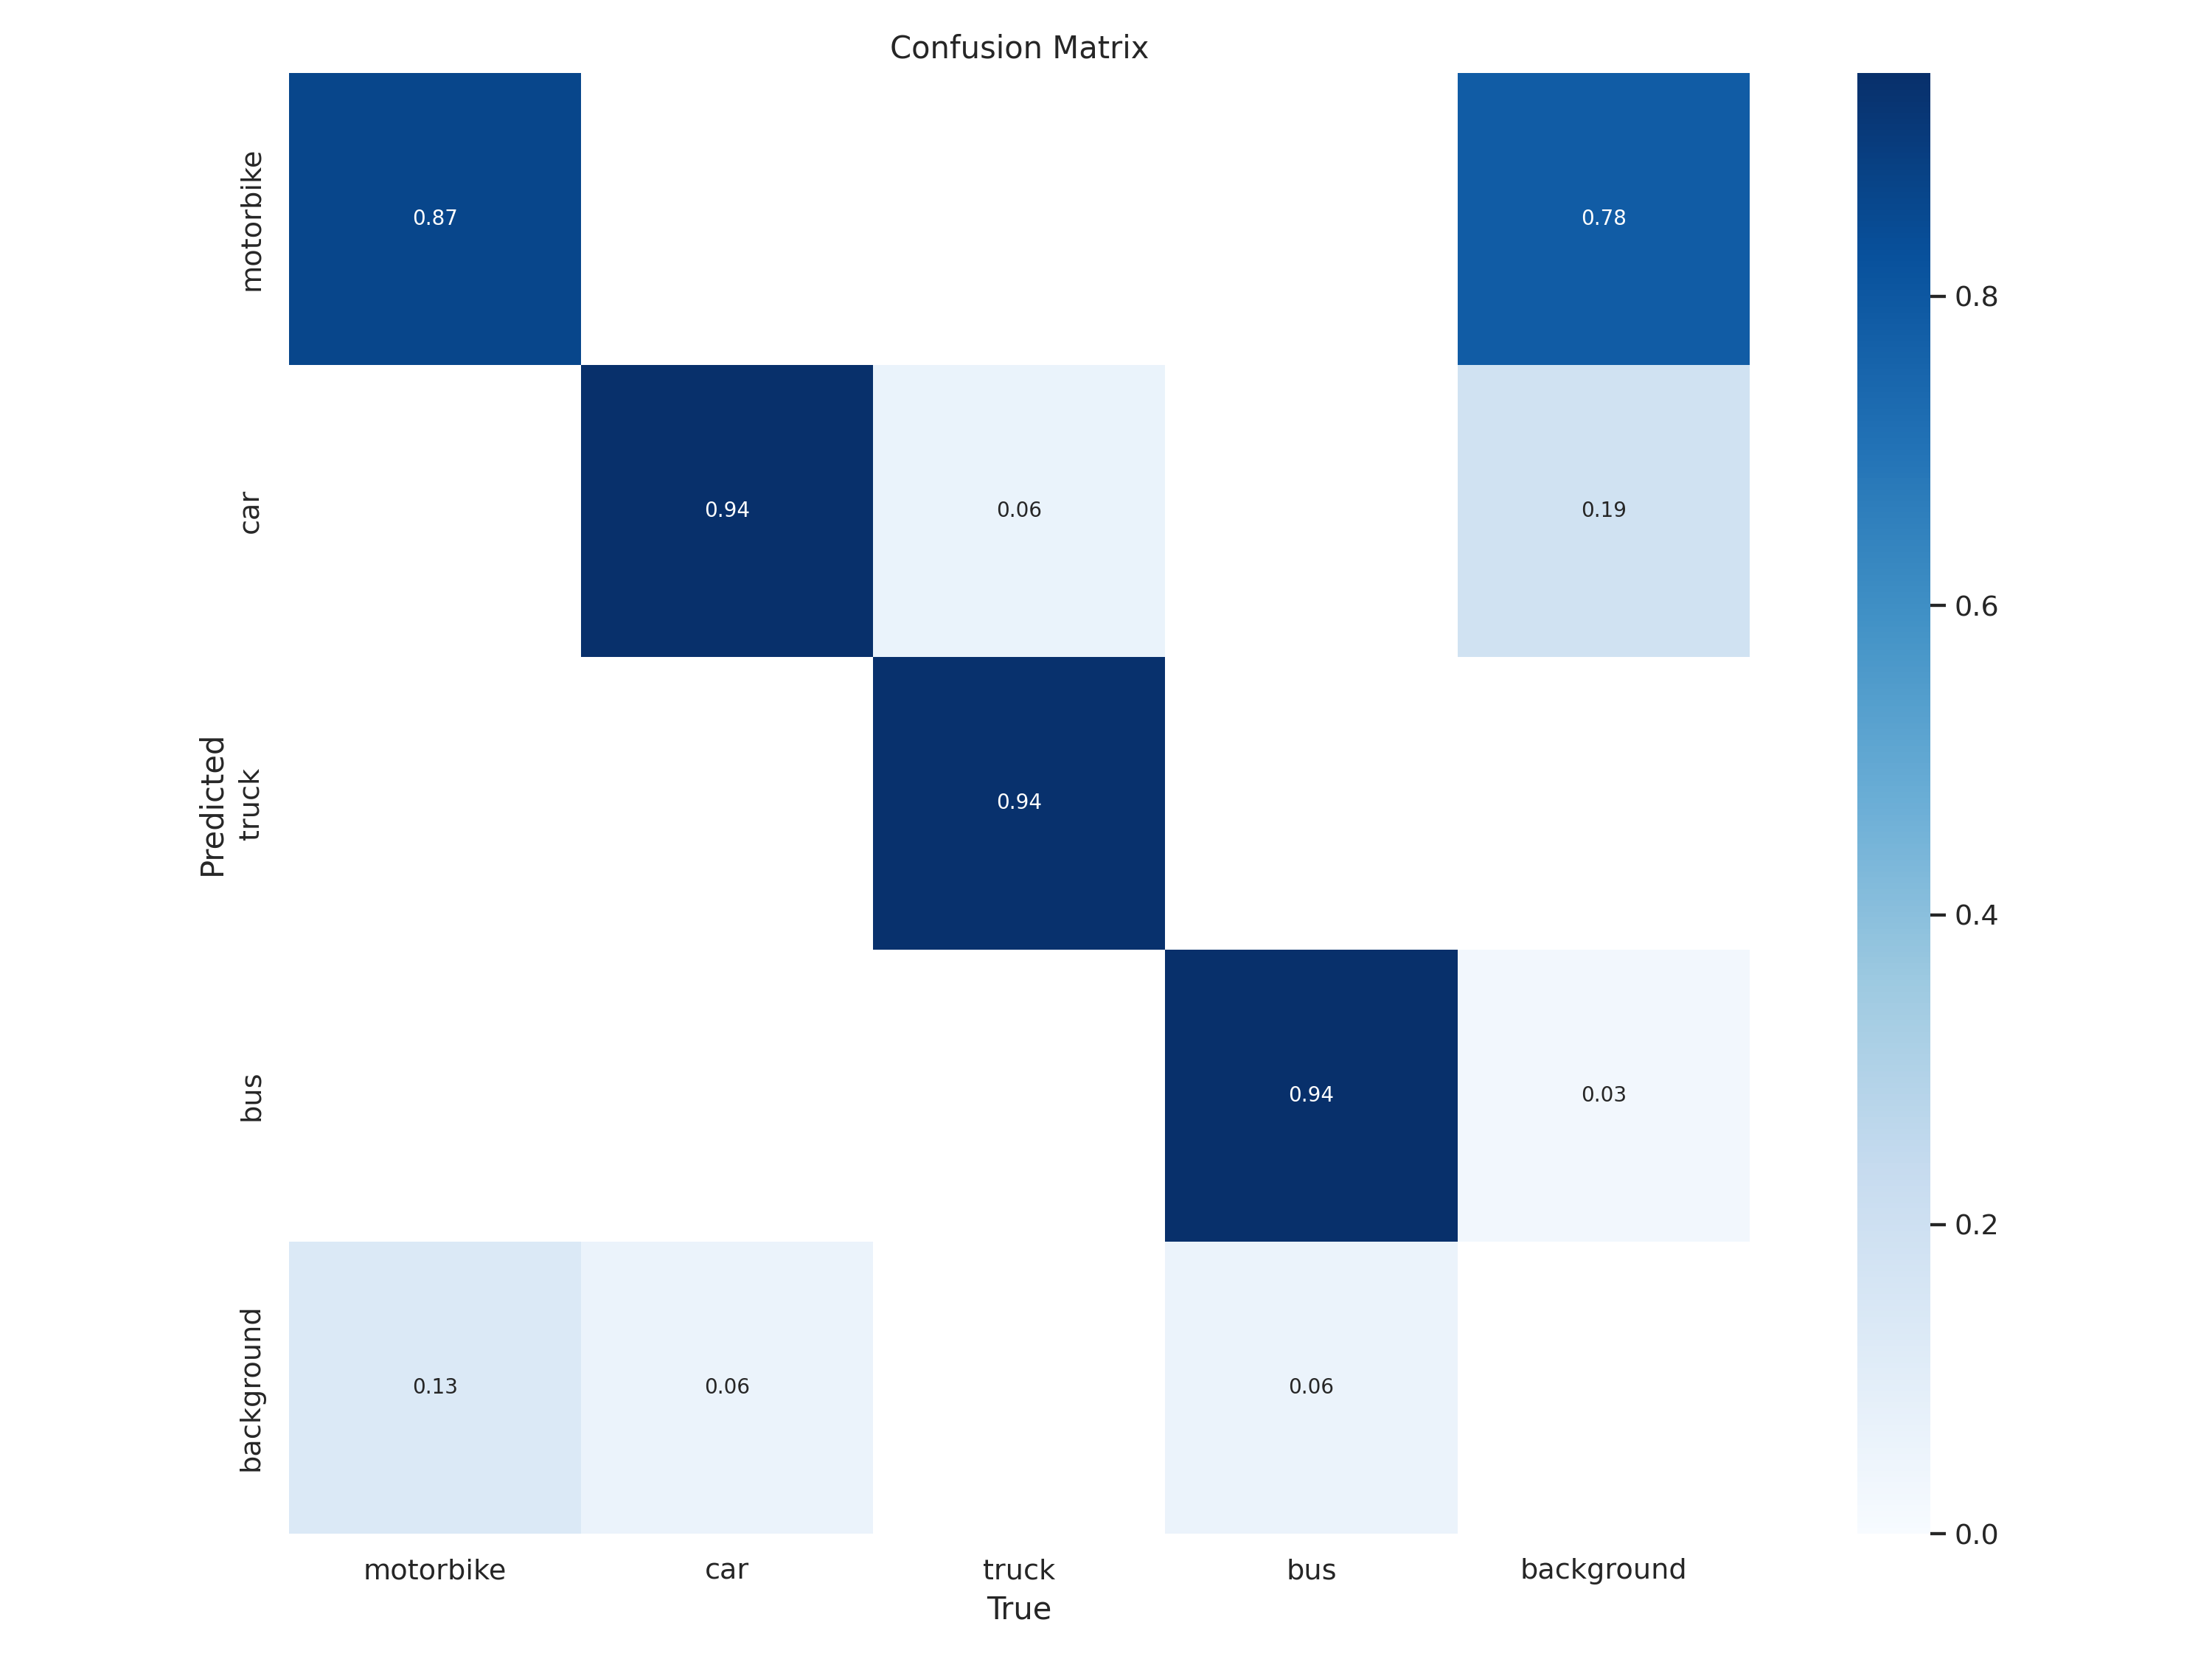 Confusion Matrix
motorbike
0.87
0.78
0.8
car
0.94
0.06
0.19
0.6
Predicted
truck
0.94
0.4
bus
0.94
0.03
0.2
background
0.13
0.06
0.06
0.0
motorbike car truck bus background
True